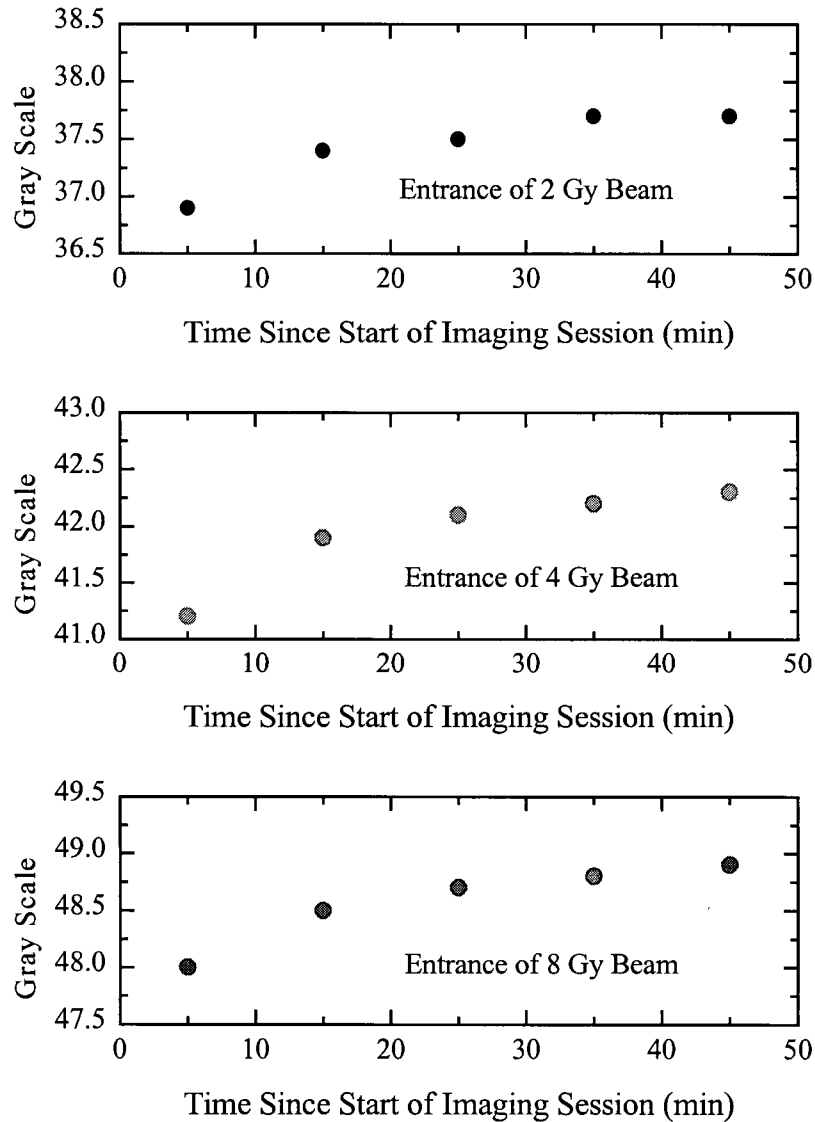 38.5
38.0
37.5
37.0
36.5
Gray Scale
Entrance of 2 Gy Beam
0 10 20 30 40 50
Time Since Start of Imaging Session (min)
43.0
42.5
42.0
41.5
41.0
Gray Scale
Entrance of 4 Gy Beam
0 10 20 30 40 50
Time Since Start of Imaging Session (min)
49.5
49.0
48.5
48.0
47.5
Gray Scale
Entrance of 8 Gy Beam
0 10 20 30 40 50
Time Since Start of Imaging Session (min)